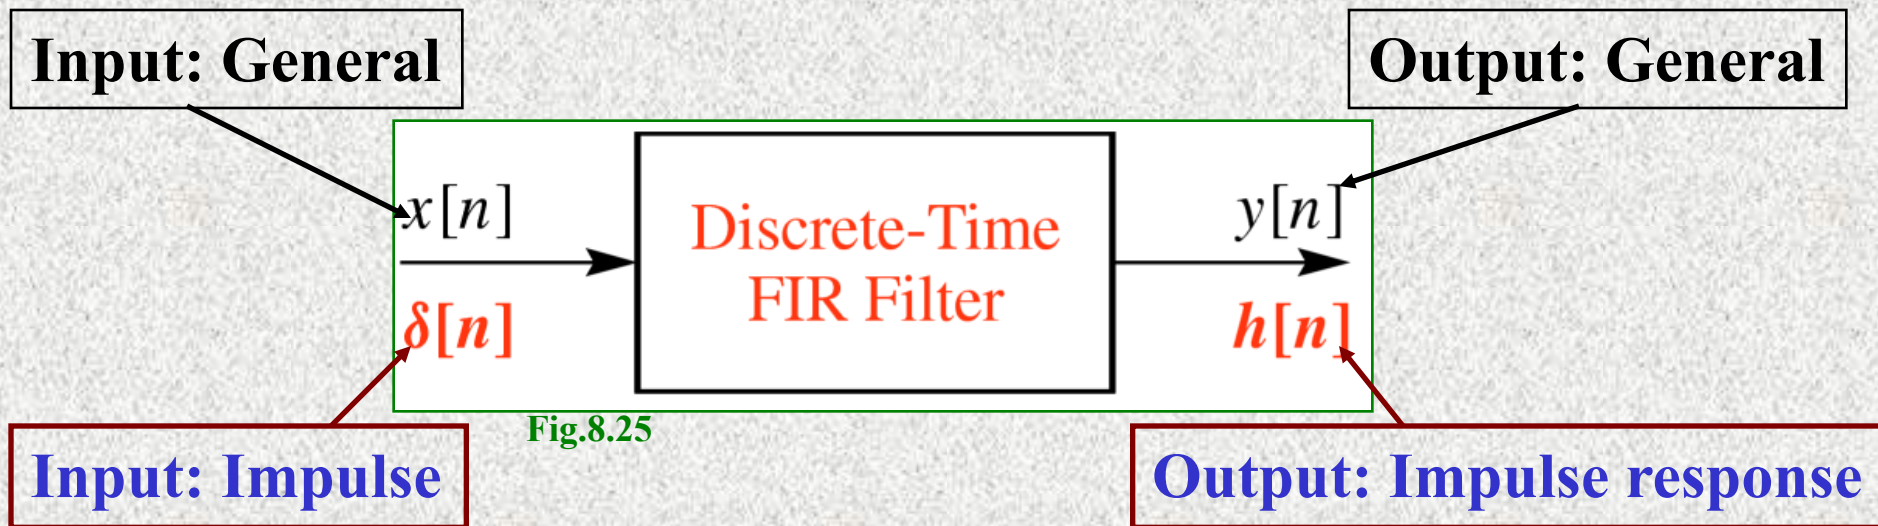 Input: General
Output: General
x[n]
y[n]
Discrete-Time
FIR Filter
δ[n]
h[n]
Fig.8.25
Input: Impulse
Output: Impulse response